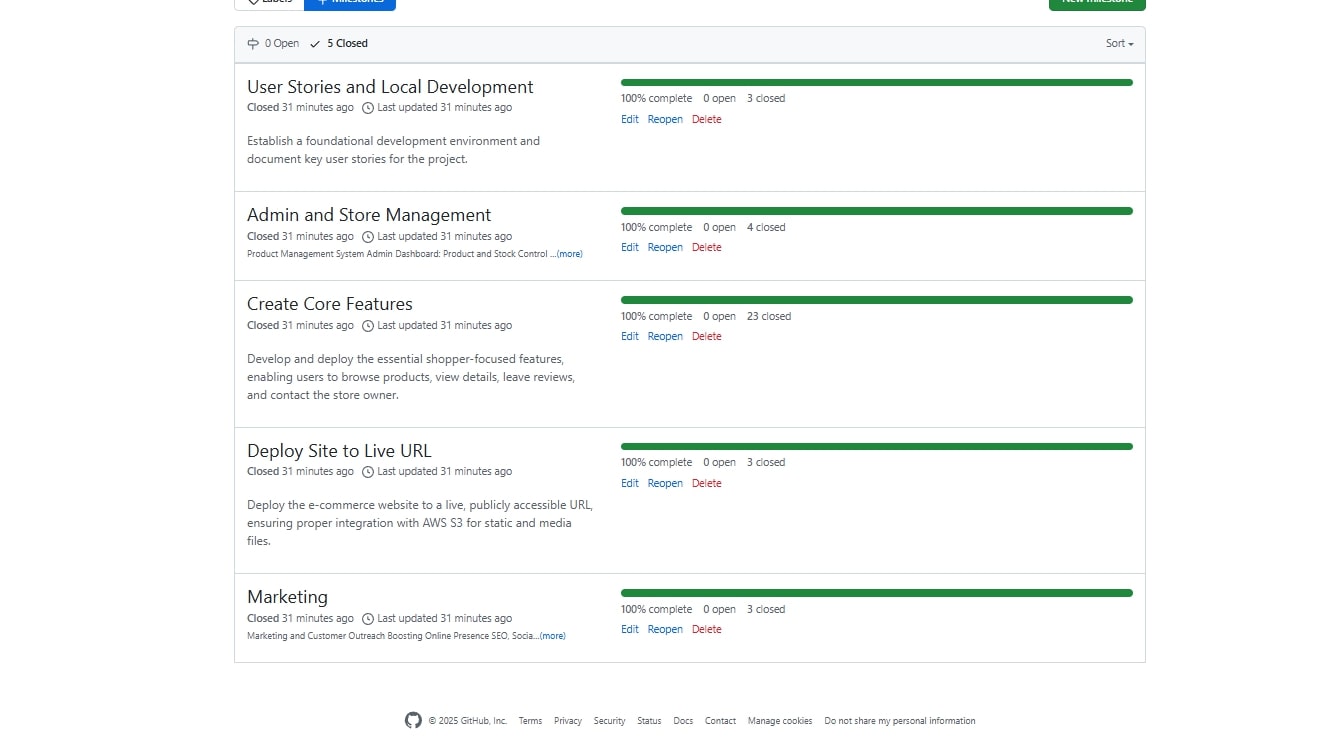 Labels Milestones New milestone
0 Open 5 Closed Sort
User Stories and Local Development
Closed 31 minutes ago Last updated 31 minutes ago
Establish a foundational development environment and
document key user stories for the project.
100% complete 0 open 3 closed
Edit Reopen Delete
Admin and Store Management
Closed 31 minutes ago Last updated 31 minutes ago
Product Management System Admin Dashboard: Product and Stock Control ...(more)
100% complete 0 open 4 closed
Edit Reopen Delete
Create Core Features
Closed 31 minutes ago Last updated 31 minutes ago
Develop and deploy the essential shopper-focused features,
enabling users to browse products, view details, leave reviews,
and contact the store owner.
100% complete 0 open 23 closed
Edit Reopen Delete
Deploy Site to Live URL
Closed 31 minutes ago Last updated 31 minutes ago
Deploy the e-commerce website to a live, publicly accessible URL,
ensuring proper integration with AWS S3 for static and media
files.
100% complete 0 open 3 closed
Edit Reopen Delete
Marketing
Closed 31 minutes ago Last updated 31 minutes ago
Marketing and Customer Outreach Boosting Online Presence SEO, Socia...(more)
100% complete 0 open 3 closed
Edit Reopen Delete
© 2025 GitHub, Inc. Terms Privacy Security Status Docs Contact Manage cookies Do not share my personal information